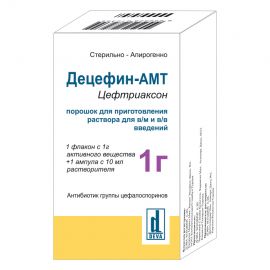 Стерильно - Апирогенно
Децефин-АМТ
Цефтриаксон
порошок для приготовления
раствора для в/м и в/в
введений
1 флакон с 1г
активного вещества
+1 ампула с 10 мл
растворителя
1г
Антибиотик группы цефалоспоринов
DEVA